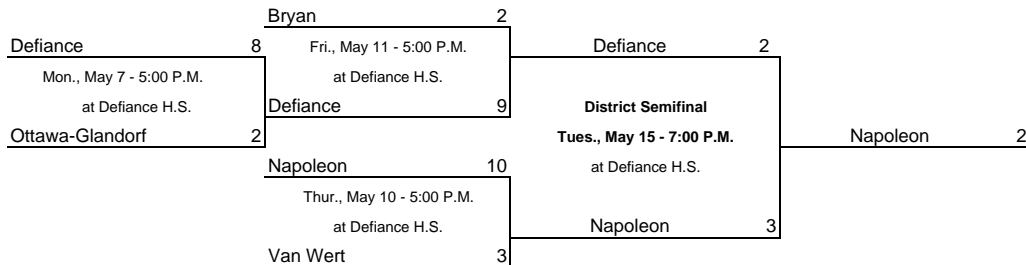 Bryan 2
Defiance 8
Fri., May 11 - 5:00 P.M.
Defiance 2
Mon., May 7 - 5:00 P.M.
at Defiance H.S.
at Defiance H.S.
Defiance 9
District Semifinal
Ottawa-Glandorf 2
Tues., May 15 - 7:00 P.M.
Napoleon 2
Napoleon 10
at Defiance H.S.
Thur., May 10 - 5:00 P.M.
at Defiance H.S.
Napoleon 3
Van Wert 3